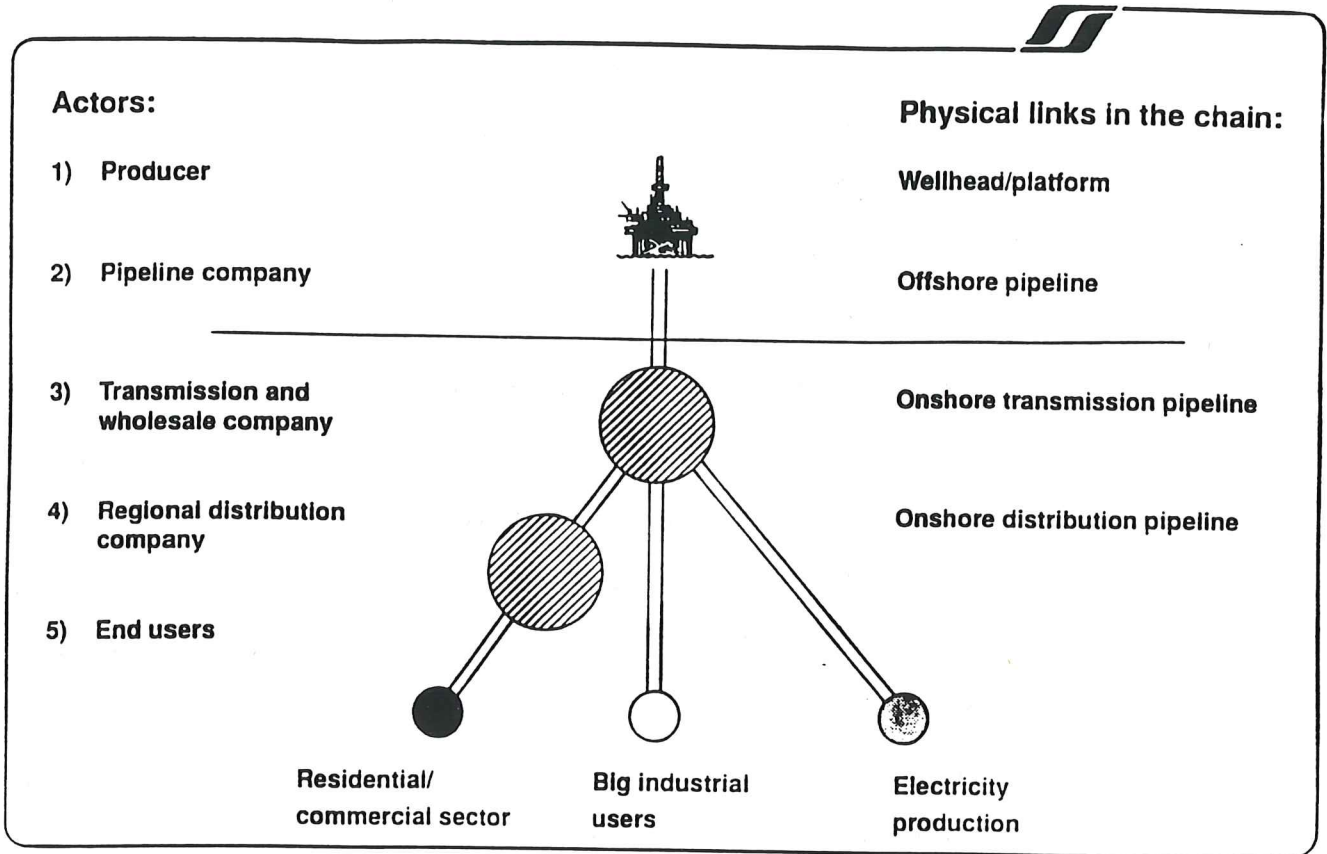 Actors:
1) Producer
2) Pipeline company
3) Transmission and
wholesale company
4) Regional distribution
company
5) End users
Physical links in the chain:
Wellhead/platform
Offshore pipeline
Onshore transmission pipeline
Onshore distribution pipeline
Residential/
commercial sector
Big industrial
users
Electricity
production